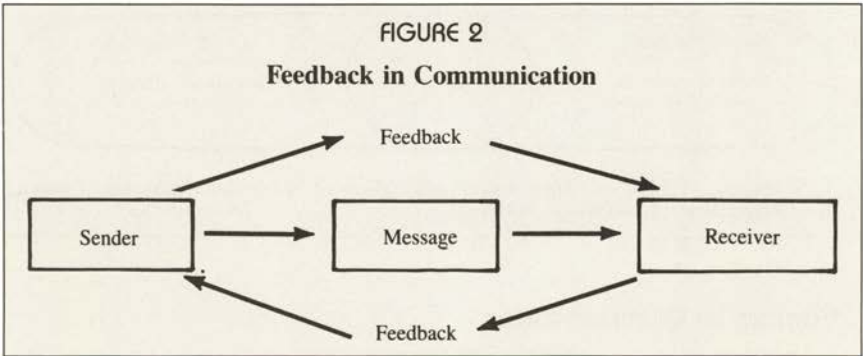 FIGURE 2
Feedback in Communication
Feedback
Sender
Message
Receiver
Feedback